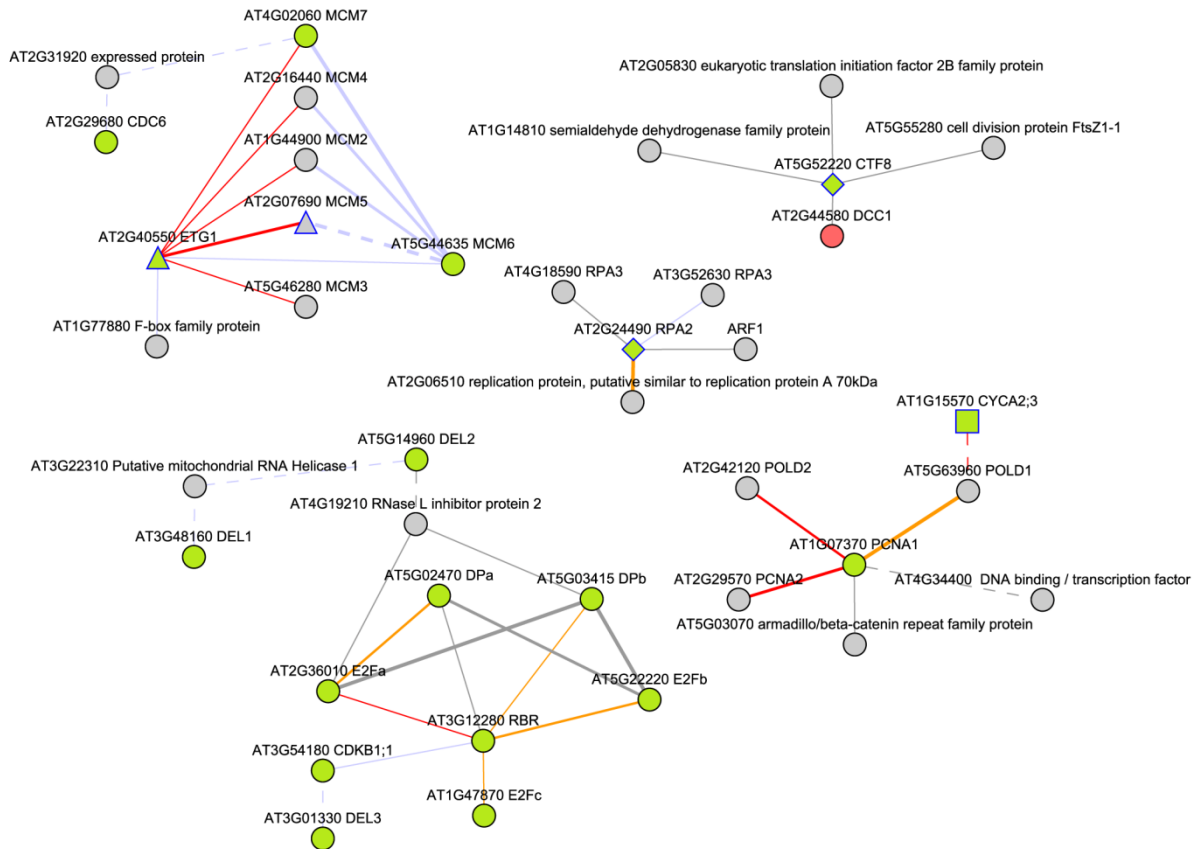 AT4G02060 MCM7
AT2G31920 expressed protein
AT2G16440 MCM4
AT2G29680 CDC6
AT1G44900 MCM2
AT2G07690 MCM5
AT2G40550 ETG1
AT5G44635 MCM6
AT5G46280 MCM3
AT1G77880 F-box family protein
AT2G05830 eukaryotic translation initiation factor 2B family protein
AT1G14810 semialdehyde dehydrogenase family protein
AT5G55280 cell division protein FtsZ1-1
AT5G52220 CTF8
AT2G44580 DCC1
AT4G18590 RPA3
AT3G52630 RPA3
AT2G24490 RPA2
ARF1
AT2G06510 replication protein, putative similar to replication protein A 70kDa
AT1G15570 CYCA2;3
AT2G42120 POLD2
AT5G63960 POLD1
AT1G07370 PCNA1
AT2G29570 PCNA2
AT4G34400 DNA binding / transcription factor
AT5G03070 armadillo/beta-catenin repeat family protein
AT5G14960 DEL2
AT3G22310 Putative mitochondrial RNA Helicase 1
AT4G19210 RNase L inhibitor protein 2
AT3G48160 DEL1
AT5G02470 DPa
AT5G03415 DPb
AT2G36010 E2Fa
AT5G22220 E2Fb
AT3G12280 RBR
AT3G54180 CDKB1;1
AT1G47870 E2Fc
AT3G01330 DEL3